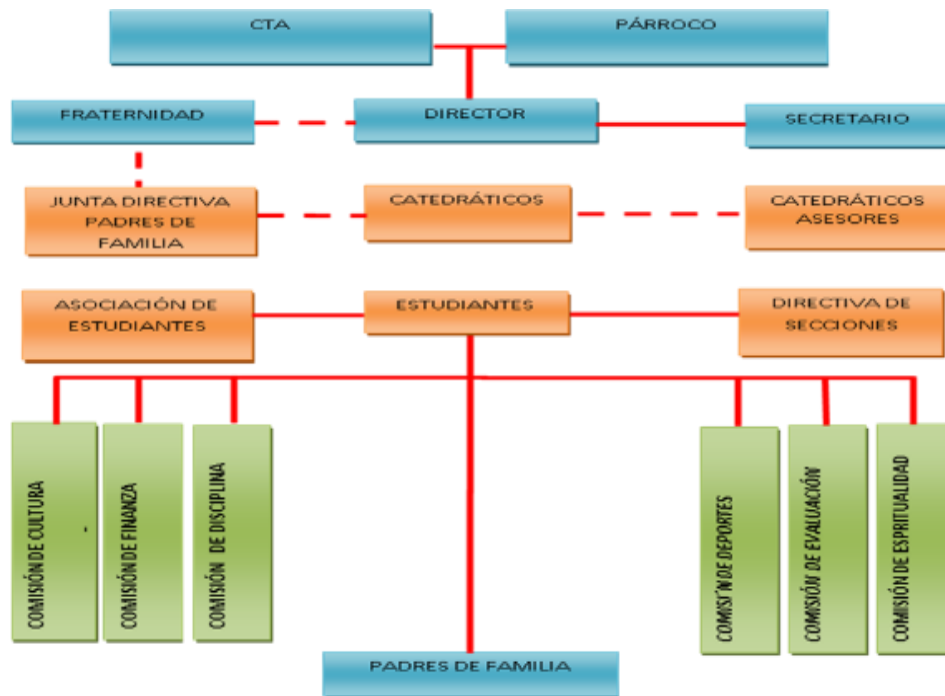 CTA
PÁRROCO
FRATERNIDAD
DIRECTOR
SECRETARIO
JUNTA DIRECTIVA
PADRES DE
FAMILIA
CATEDRÁTICOS
CATEDRÁTICOS
ASESORES
ASOCIACIÓN DE
ESTUDIANTES
ESTUDIANTES
DIRECTIVA DE
SECCIONES
COMISIÓN DE CULTURA
COMISIÓN DE FINANZA
COMISIÓN DE DISCIPLINA
COMISIÍN DE DEPORTES
COMISIÓN DE EVALUACIÓN
COMISIÓN DE ESPRITUALIDAD
PADRES DE FAMILIA